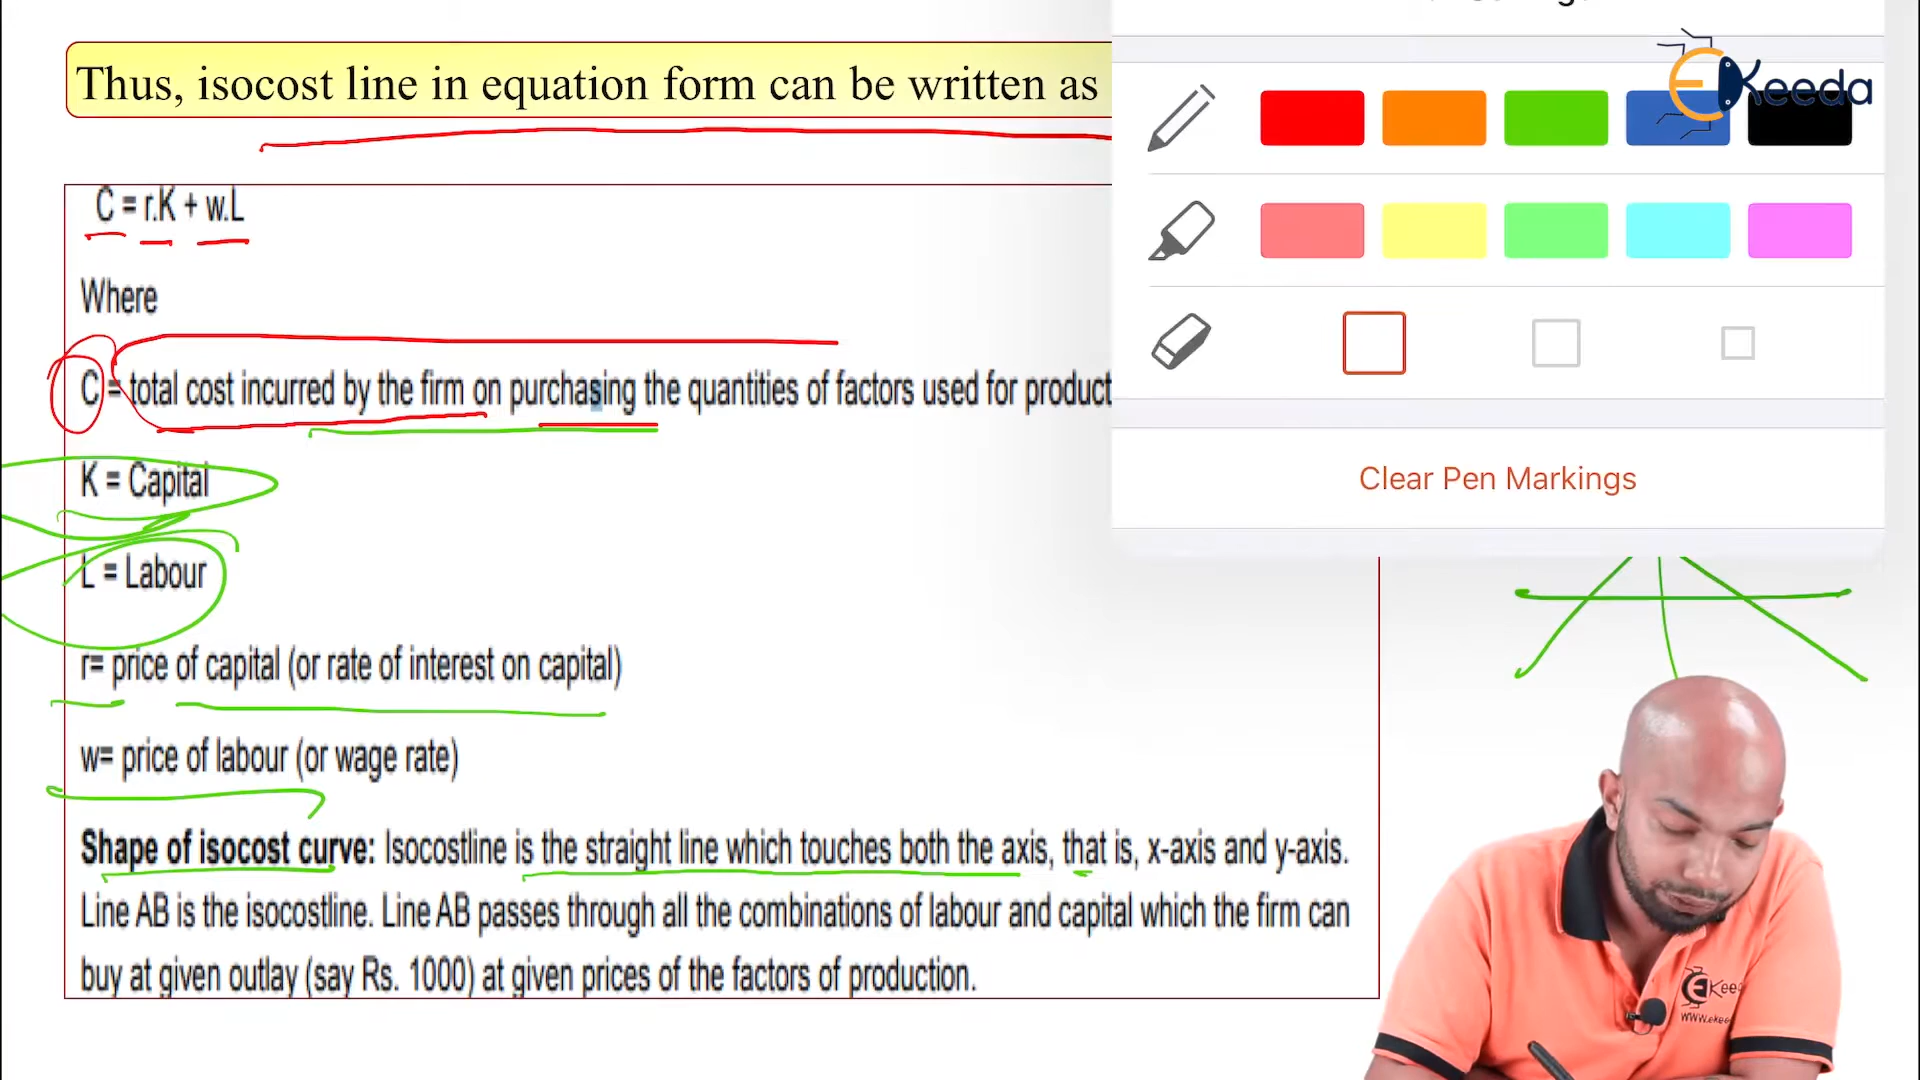 Thus, isocost line in equation form can be written as
EKeeda
C = r.K + w.L
Where
C = total cost incurred by the firm on purchasing the quantities of factors used for product
K = Capital
Clear Pen Markings
L = Labour
r= price of capital (or rate of interest on capital)
w= price of labour (or wage rate)
Shape of isocost curve: Isocostline is the straight line which touches both the axis, that is, x-axis and y-axis.
Line AB is the isocostline. Line AB passes through all the combinations of labour and capital which the firm can
buy at given outlay (say Rs. 1000) at given prices of the factors of production.